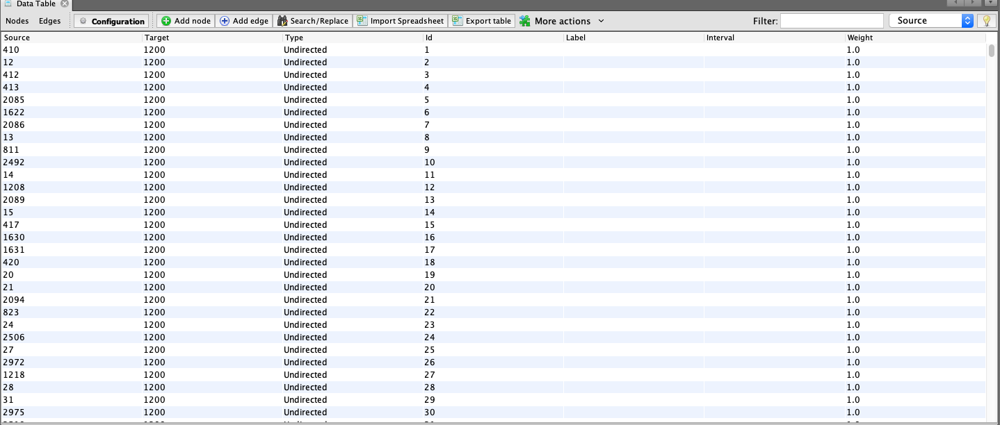 Data Table
Nodes Edges Configuration Add node Add edge Search/Replace Import Spreadsheet Export table More actions Filter: Source
Source Target Type Id Label Interval Weight
410 1200 Undirected 1 1.0
12 1200 Undirected 2 1.0
412 1200 Undirected 3 1.0
413 1200 Undirected 4 1.0
2085 1200 Undirected 5 1.0
1622 1200 Undirected 6 1.0
2086 1200 Undirected 7 1.0
13 1200 Undirected 8 1.0
811 1200 Undirected 9 1.0
2492 1200 Undirected 10 1.0
14 1200 Undirected 11 1.0
1208 1200 Undirected 12 1.0
2089 1200 Undirected 13 1.0
15 1200 Undirected 14 1.0
417 1200 Undirected 15 1.0
1630 1200 Undirected 16 1.0
1631 1200 Undirected 17 1.0
420 1200 Undirected 18 1.0
20 1200 Undirected 19 1.0
21 1200 Undirected 20 1.0
2094 1200 Undirected 21 1.0
823 1200 Undirected 22 1.0
24 1200 Undirected 23 1.0
2506 1200 Undirected 24 1.0
27 1200 Undirected 25 1.0
2972 1200 Undirected 26 1.0
1218 1200 Undirected 27 1.0
28 1200 Undirected 28 1.0
31 1200 Undirected 29 1.0
2975 1200 Undirected 30 1.0